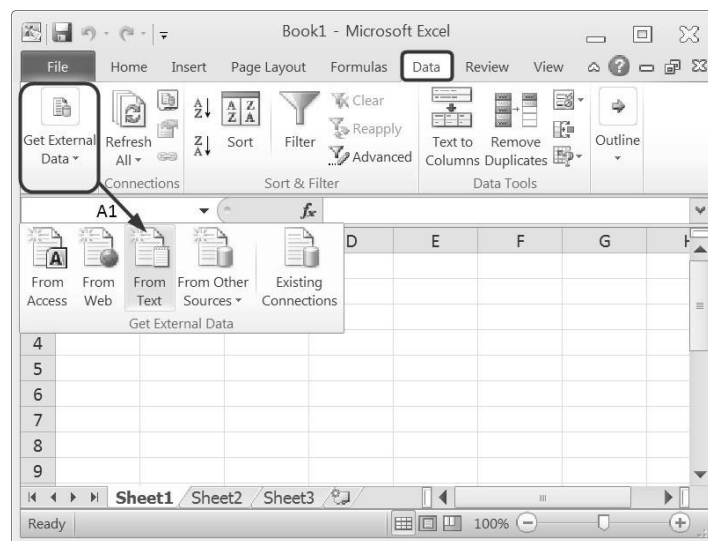 Book1 - Microsoft Excel
File Home Insert Page Layout Formulas Data Review View
Get External Data
Refresh All
Connections
A Z
Z A
Sort
Filter
Clear
Reapply
Advanced
Sort & Filter
Text to Columns
Remove Duplicates
Data Tools
Outline
A1
fx
From Access
From Web
From Text
From Other Sources
Existing Connections
Get External Data
D E F G H
4
5
6
7
8
9
Sheet1 Sheet2 Sheet3
Ready 100%